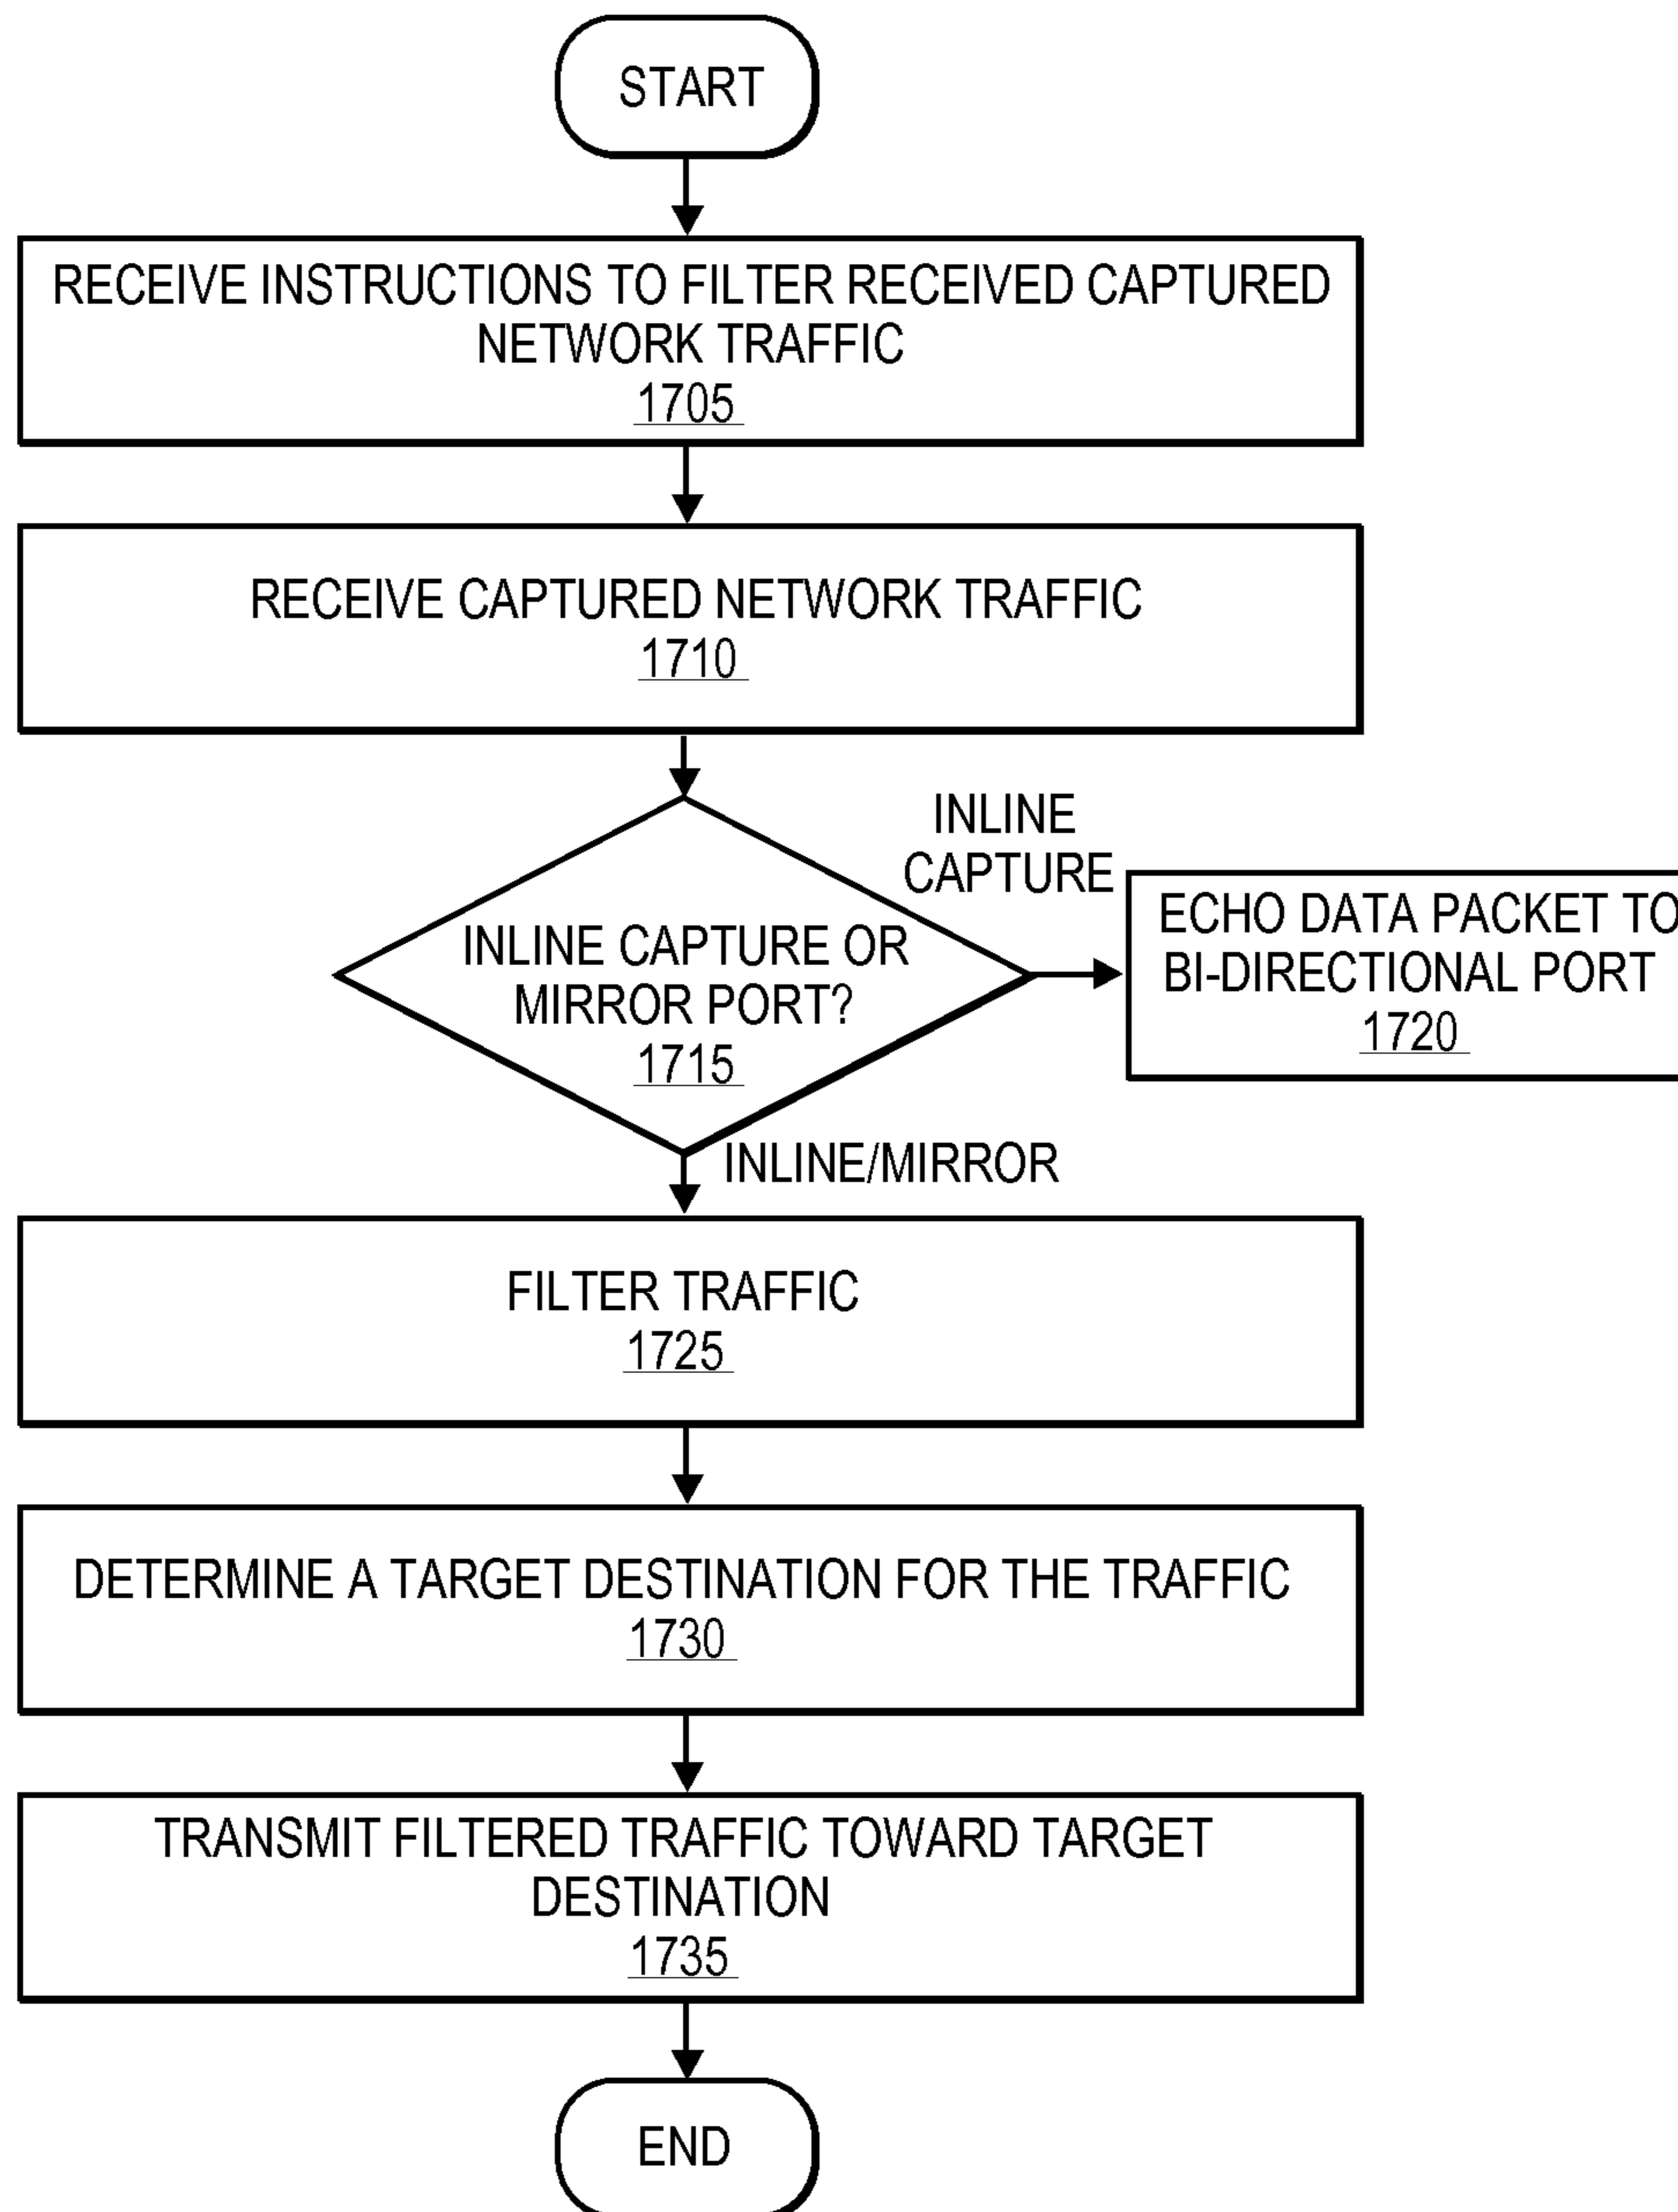 START
RECEIVE INSTRUCTIONS TO FILTER RECEIVED CAPTURED
NETWORK TRAFFIC
1705
RECEIVE CAPTURED NETWORK TRAFFIC
1710
INLINE CAPTURE OR
MIRROR PORT?
1715
INLINE
CAPTURE
ECHO DATA PACKET TO
BI-DIRECTIONAL PORT
1720
INLINE/MIRROR
FILTER TRAFFIC
1725
DETERMINE A TARGET DESTINATION FOR THE TRAFFIC
1730
TRANSMIT FILTERED TRAFFIC TOWARD TARGET
DESTINATION
1735
END